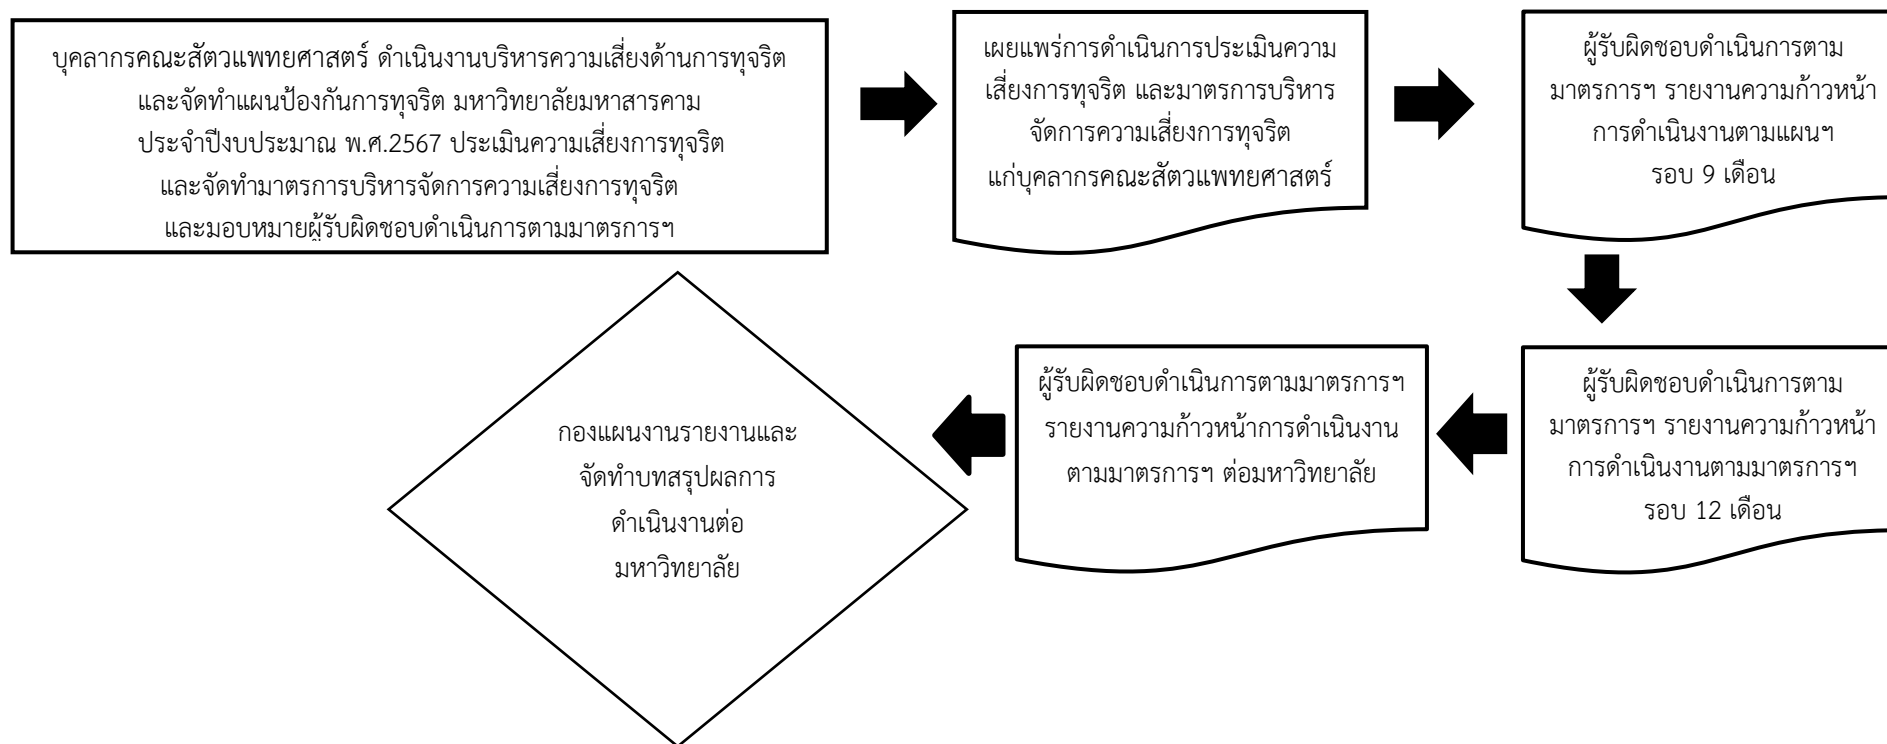 บุคลากรคณะสัตวแพทยศาสตร์ ดำเนินงานบริหารความเสี่ยงด้านการทุจริต
และจัดทำแผนป้องกันการทุจริต มหาวิทยาลัยมหาสารคาม
ประจำปีงบประมาณ พ.ศ.2567 ประเมินความเสี่ยงการทุจริต
และจัดทำมาตรการบริหารจัดการความเสี่ยงการทุจริต
และมอบหมายผู้รับผิดชอบดำเนินการตามมาตรการฯ
เผยแพร่การดำเนินการประเมินความ
เสี่ยงการทุจริต และมาตรการบริหาร
จัดการความเสี่ยงการทุจริต
แก่บุคลากรคณะสัตวแพทยศาสตร์
ผู้รับผิดชอบดำเนินการตาม
มาตรการฯ รายงานความก้าวหน้า
การดำเนินงานตามแผนฯ
รอบ 9 เดือน
ผู้รับผิดชอบดำเนินการตาม
มาตรการฯ รายงานความก้าวหน้า
การดำเนินงานตามมาตรการฯ
รอบ 12 เดือน
ผู้รับผิดชอบดำเนินการตามมาตรการฯ
รายงานความก้าวหน้าการดำเนินงาน
ตามมาตรการฯ ต่อมหาวิทยาลัย
กองแผนงานรายงานและ
จัดทำบทสรุปผลการ
ดำเนินงานต่อ
มหาวิทยาลัย